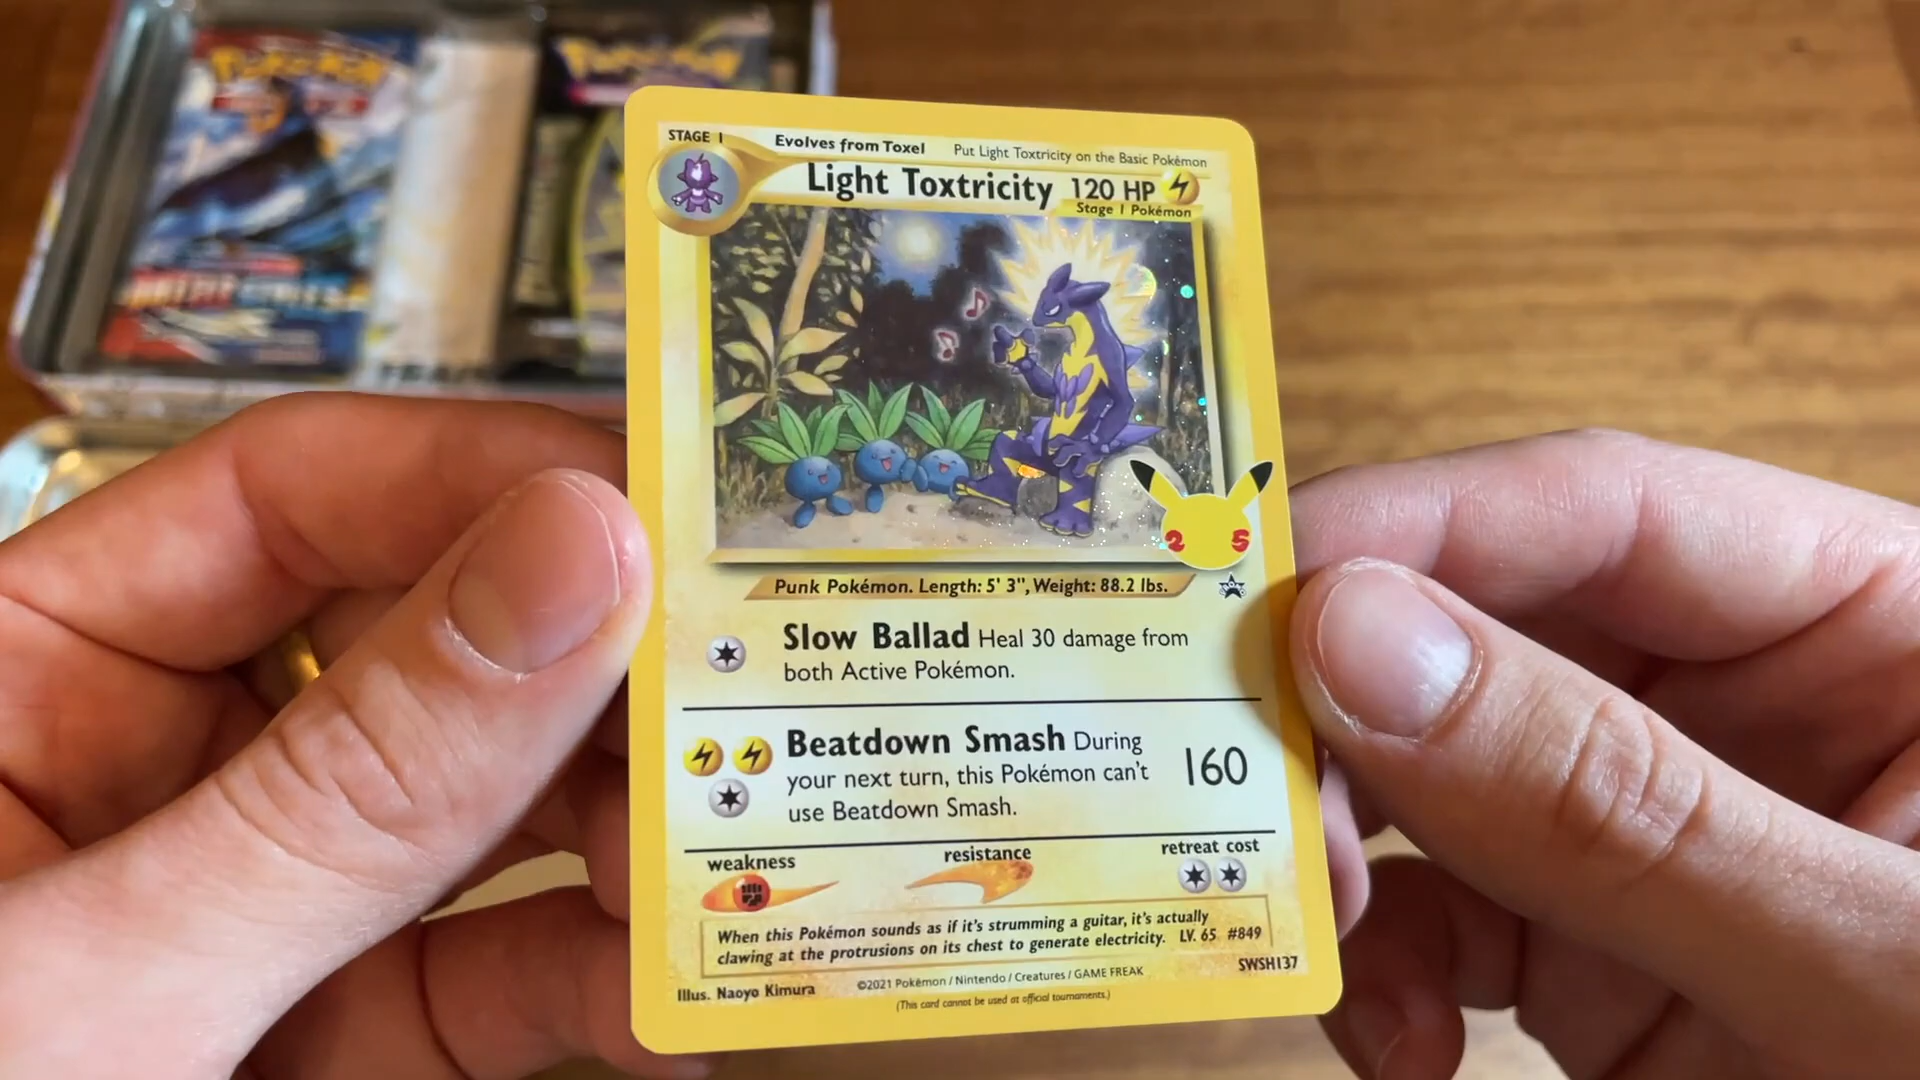 Pokémon
Pokémon
BATTLE STYLES
STAGE 1
Evolves from Toxel Put Light Toxtricity on the Basic Pokémon
Light Toxtricity 120 HP
Stage 1 Pokémon
25
Punk Pokémon. Length: 5' 3", Weight: 88.2 lbs.
Slow Ballad Heal 30 damage from
both Active Pokémon.
Beatdown Smash During
your next turn, this Pokémon can't
use Beatdown Smash.
160
weakness resistance retreat cost
When this Pokémon sounds as if it's strumming a guitar, it's actually
clawing at the protrusions on its chest to generate electricity. LV. 65 #849
SWSH137
Illus. Naoyo Kimura ©2021 Pokémon / Nintendo / Creatures / GAME FREAK
(This card cannot be used at official tournaments.)